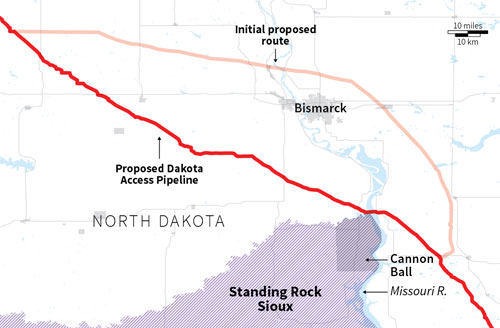 10 miles
10 km
Initial proposed
route
Bismarck
Proposed Dakota
Access Pipeline
NORTH DAKOTA
Cannon
Ball
Missouri R.
Standing Rock
Sioux